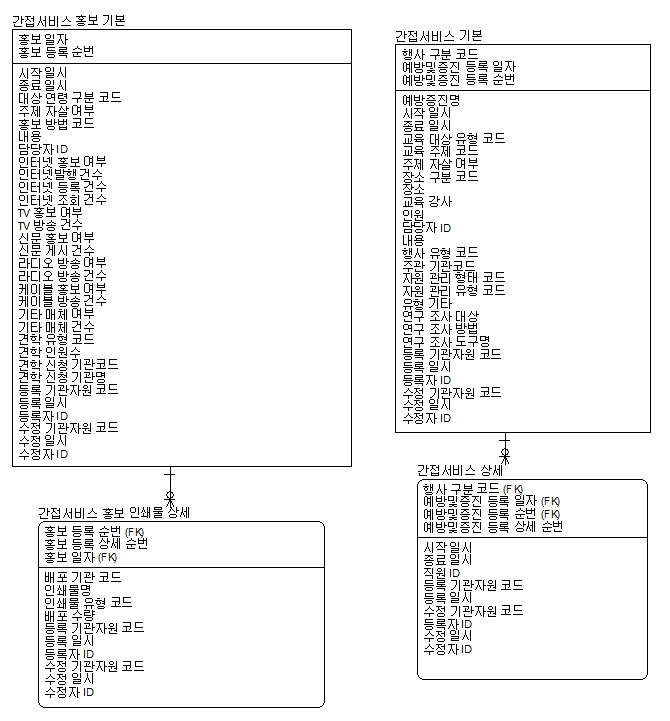 간접서비스 홍보 기본
홍보 일자
홍보 등록 순번
시작 일시
종료 일시
대상 연령 구분 코드
주제 자살 여부
홍보 방법 코드
내용
담당자 ID
인터넷 홍보 여부
인터넷발행 건수
인터넷 등록 건수
인터넷 조회 건수
TV 홍보 여부
TV 방송 건수
신문 홍보 여부
신문 게시 건수
라디오 방송 여부
라디오 방송 건수
케이블 홍보 여부
케이블 방송 건수
기타 매체 여부
기타 매체 건수
견학 유형 코드
견학 인원수
견학 신청 기관코드
견학 신청 기관명
등록 기관자원 코드
등록 일시
등록자 ID
수정 기관자원 코드
수정 일시
수정자 ID
간접서비스 홍보 인쇄물 상세
홍보 등록 순번 (FK)
홍보 등록 상세 순번
홍보 일자 (FK)
배포 기관 코드
인쇄물명
인쇄물 유형 코드
배포 수량
등록 기관자원 코드
등록 일시
등록자 ID
수정 기관자원 코드
수정 일시
수정자 ID
간접서비스 기본
행사 구분 코드
예방및증진 등록 일자
예방및증진 등록 순번
예방증진명
시작 일시
종료 일시
교육 대상 유형 코드
교육 주제 코드
주제 자살 여부
장소 구분 코드
장소
교육 강사
인원
담당자 ID
내용
행사 유형 코드
주관 기관코드
자원 관리 형태 코드
자원 관리 유형 코드
유형 기타
연구 조사 대상
연구 조사 방법
연구 조사 도구명
등록 기관자원 코드
등록 일시
등록자 ID
수정 기관자원 코드
수정 일시
수정자 ID
간접서비스 상세
행사 구분 코드 (FK)
예방및증진 등록 일자 (FK)
예방및증진 등록 순번 (FK)
예방및증진 등록 상세 순번
시작 일시
종료 일시
직원 ID
등록 기관자원 코드
등록 일시
수정 기관자원 코드
등록자 ID
수정 일시
수정자 ID